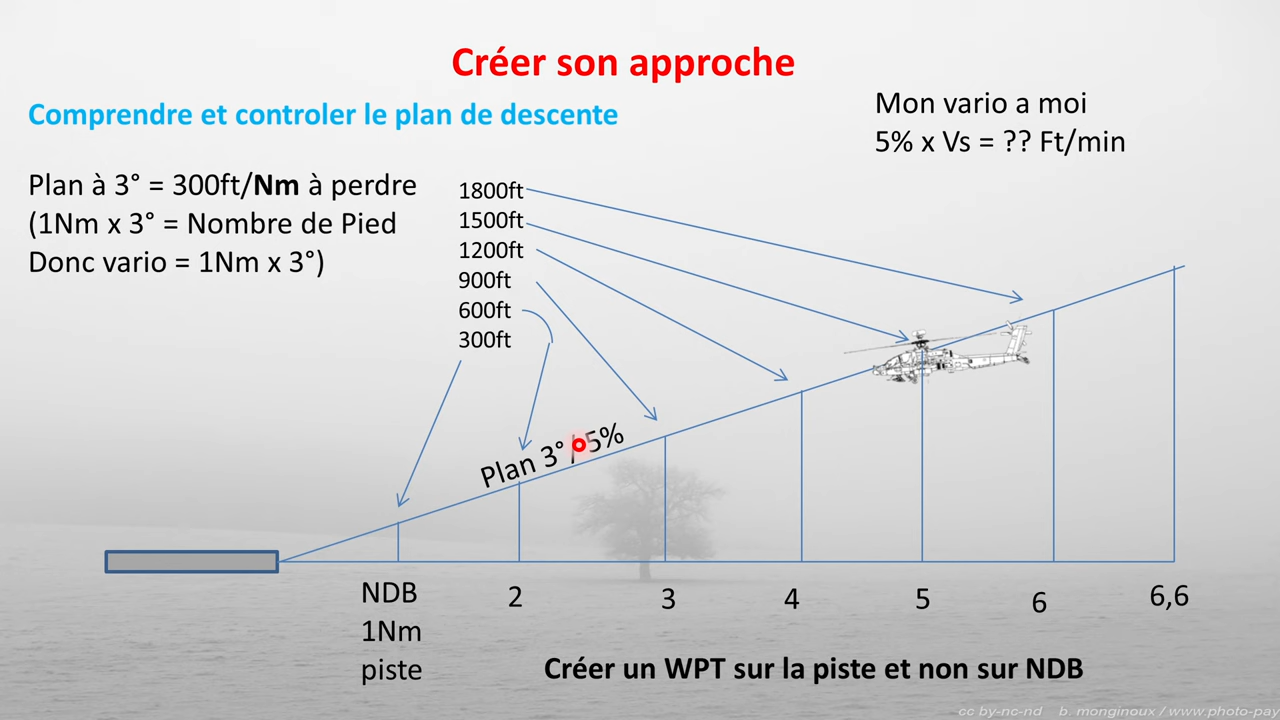 Créer son approche
Comprendre et controler le plan de descente
Mon vario a moi
5% x Vs = ?? Ft/min
Plan à 3° = 300ft/Nm à perdre
(1Nm x 3° = Nombre de Pied
Donc vario = 1Nm x 3°)
1800ft
1500ft
1200ft
900ft
600ft
300ft
Plan 3° / 5%
NDB
1Nm
piste
2
3
4
5
6
6,6
Créer un WPT sur la piste et non sur NDB
cc by-nc-nd b. monginoux / www.photo-pay